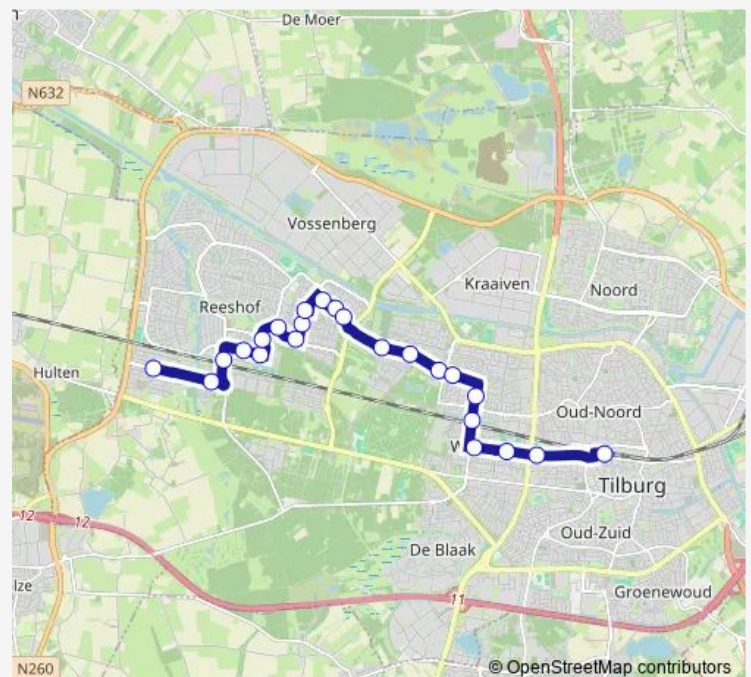 De Moer
N632
Vossenberg
Kraaiven
Noord
Reeshof
Hulten
Oud-Noord
W
Tilburg
12
12
Oud-Zuid
De Blaak
lze
Groenewoud
11
N260
© OpenStreetMap contributors